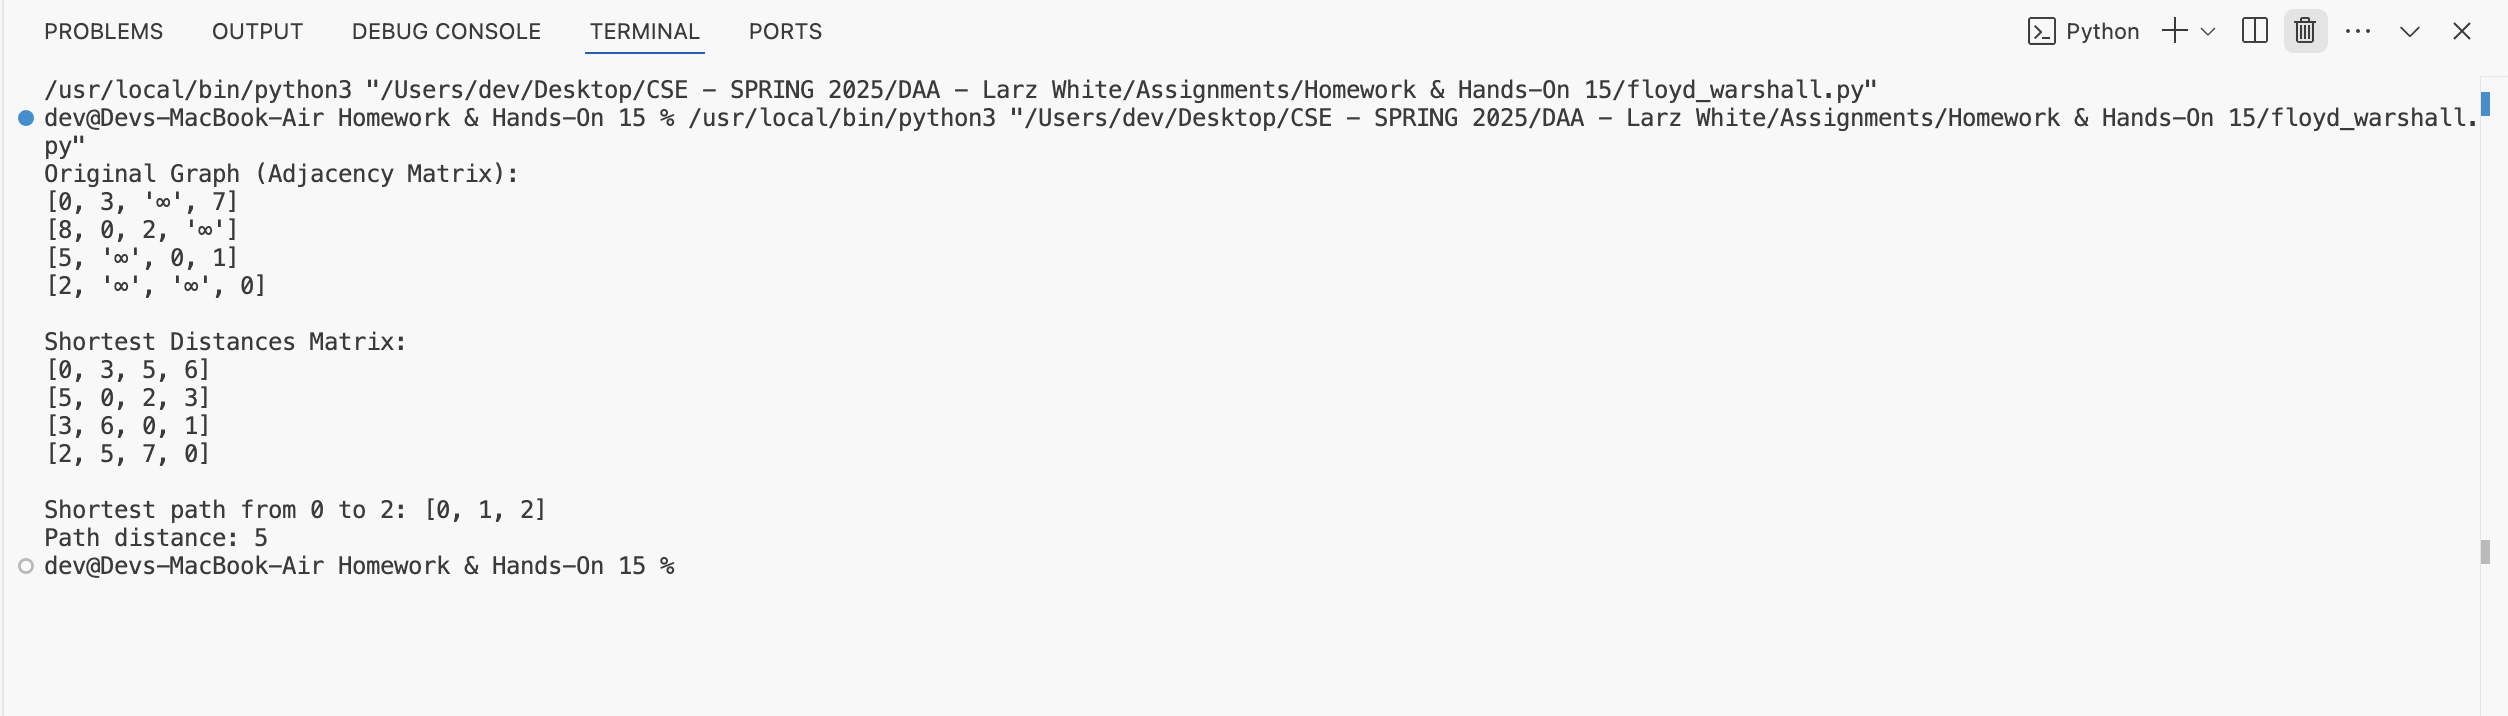 PROBLEMS OUTPUT DEBUG CONSOLE TERMINAL PORTS Python
/usr/local/bin/python3 "/Users/dev/Desktop/CSE - SPRING 2025/DAA - Larz White/Assignments/Homework & Hands-On 15/floyd_warshall.py"
dev@Devs-MacBook-Air Homework & Hands-On 15 % /usr/local/bin/python3 "/Users/dev/Desktop/CSE - SPRING 2025/DAA - Larz White/Assignments/Homework & Hands-On 15/floyd_warshall.
py"
Original Graph (Adjacency Matrix):
[0, 3, '∞', 7]
[8, 0, 2, '∞']
[5, '∞', 0, 1]
[2, '∞', '∞', 0]
Shortest Distances Matrix:
[0, 3, 5, 6]
[5, 0, 2, 3]
[3, 6, 0, 1]
[2, 5, 7, 0]
Shortest path from 0 to 2: [0, 1, 2]
Path distance: 5
dev@Devs-MacBook-Air Homework & Hands-On 15 %